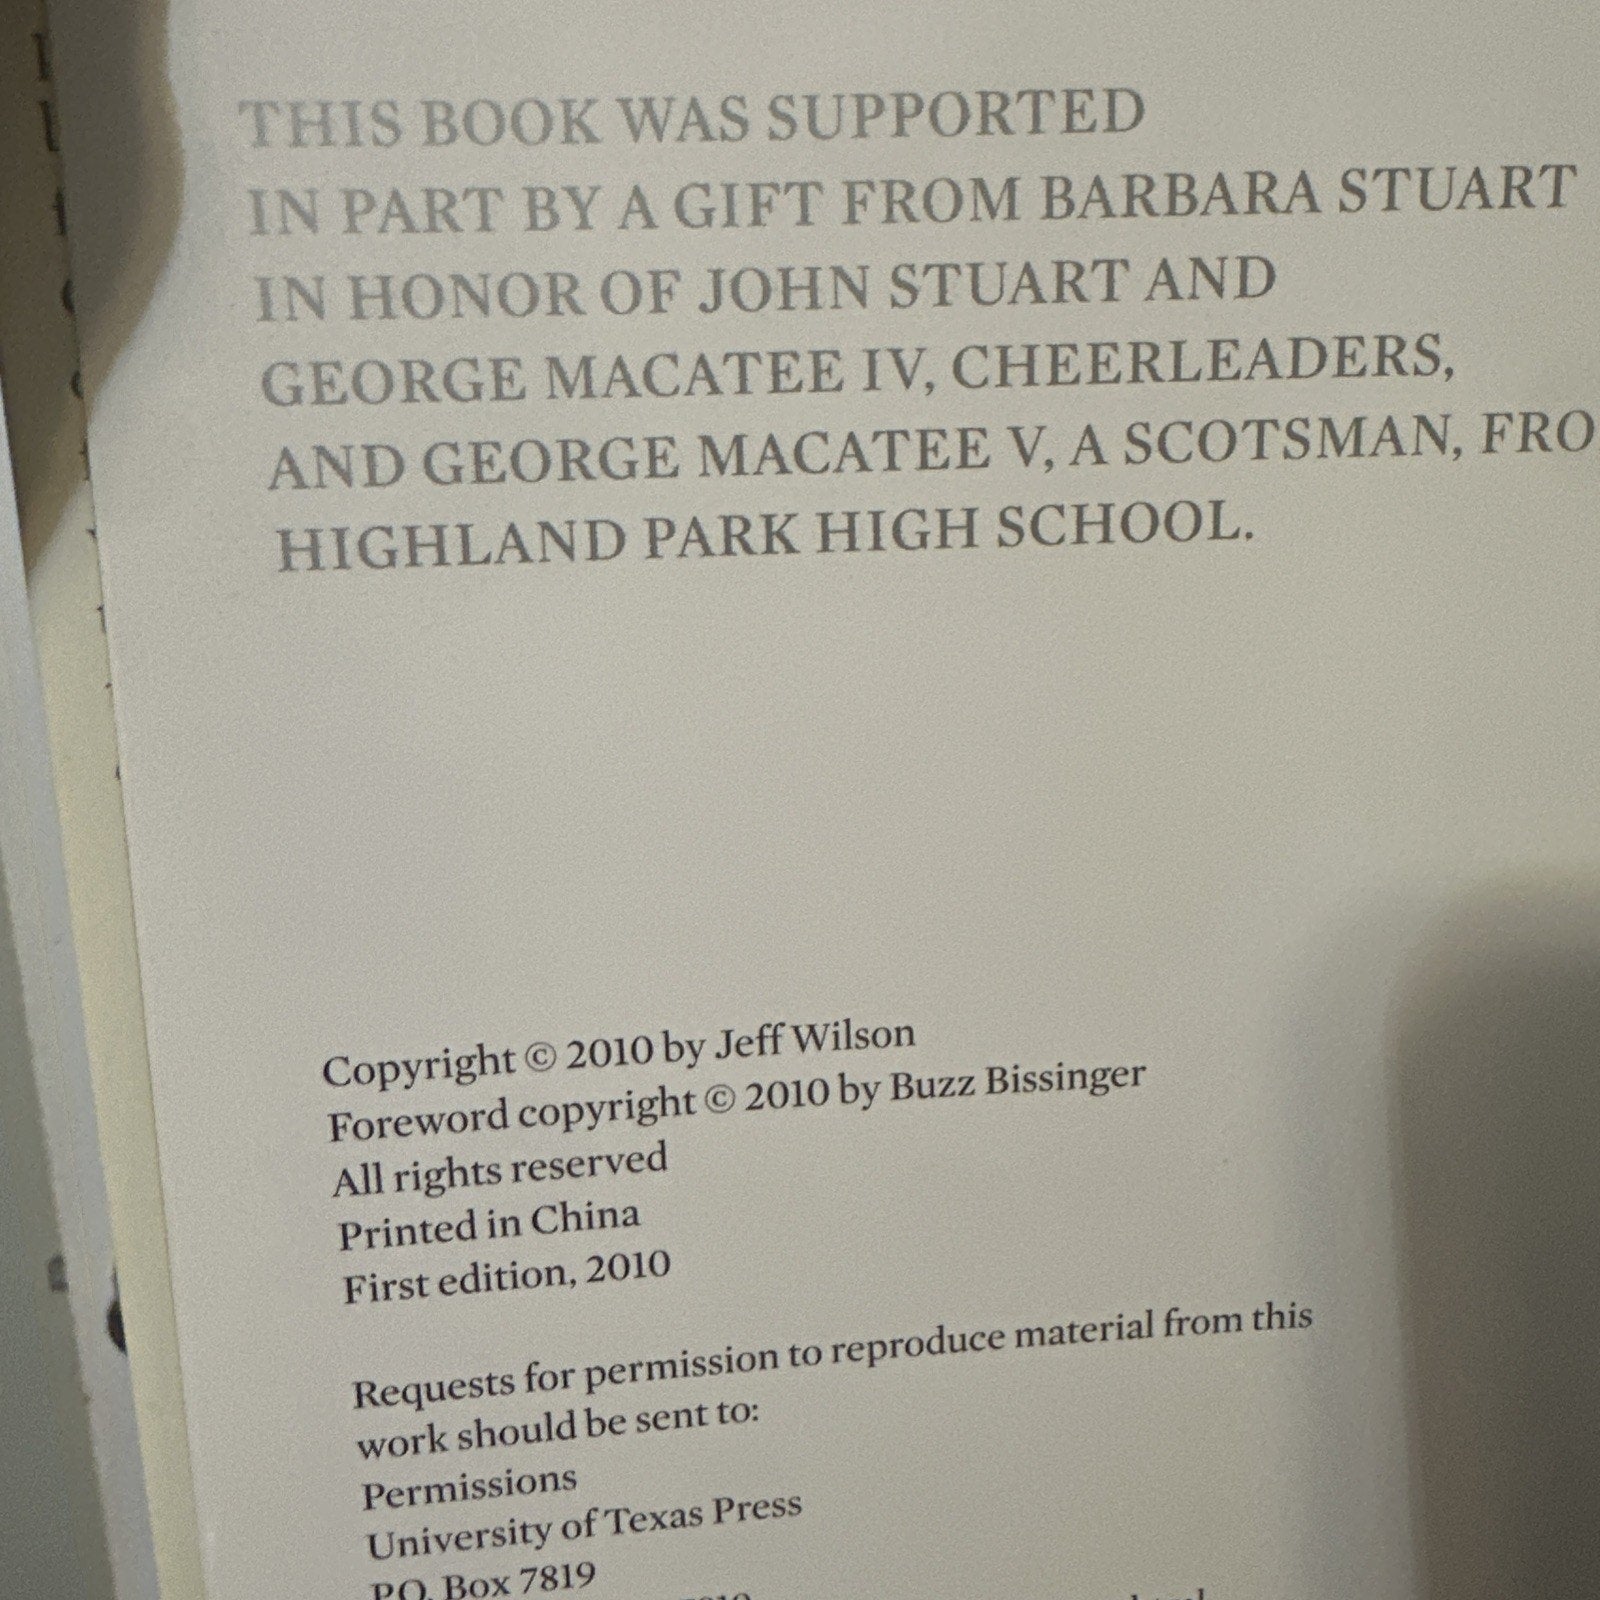 THIS BOOK WAS SUPPORTED
IN PART BY A GIFT FROM BARBARA STUART
IN HONOR OF JOHN STUART AND
GEORGE MACATEE IV, CHEERLEADERS,
AND GEORGE MACATEE V, A SCOTSMAN, FRO
HIGHLAND PARK HIGH SCHOOL.
Copyright © 2010 by Jeff Wilson
Foreword copyright © 2010 by Buzz Bissinger
All rights reserved
Printed in China
First edition, 2010
Requests for permission to reproduce material from this
work should be sent to:
Permissions
University of Texas Press
P.O. Box 7819